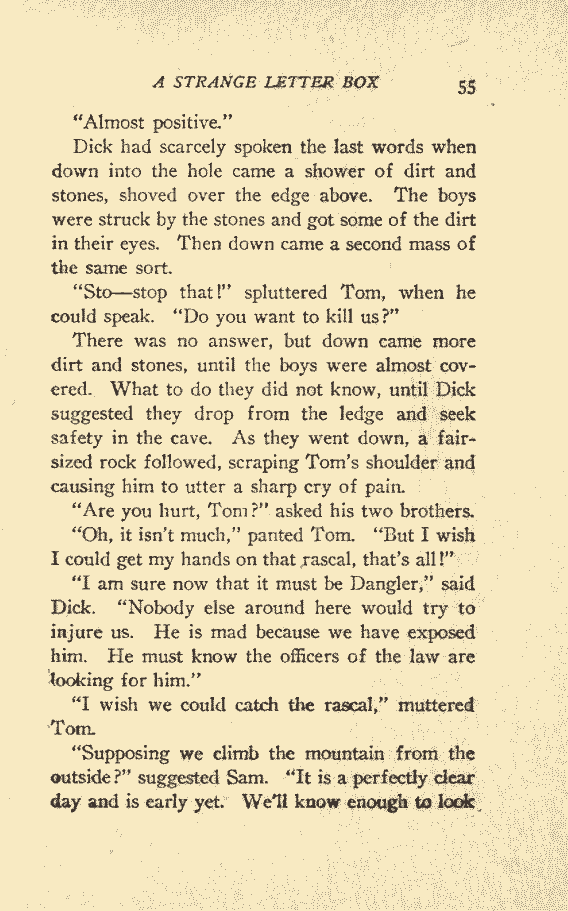 A STRANGE LETTER BOX 55
“Almost positive.”
Dick had scarcely spoken the last words when
down into the hole came a shower of dirt and
stones, shoved over the edge above. The boys
were struck by the stones and got some of the dirt
in their eyes. Then down came a second mass of
the same sort.
“Sto—stop that!” spluttered Tom, when he
could speak. “Do you want to kill us?”
There was no answer, but down came more
dirt and stones, until the boys were almost cov-
ered. What to do they did not know, until Dick
suggested they drop from the ledge and seek
safety in the cave. As they went down, a fair-
sized rock followed, scraping Tom’s shoulder and
causing him to utter a sharp cry of pain.
“Are you hurt, Tom?” asked his two brothers.
“Oh, it isn’t much,” panted Tom. “But I wish
I could get my hands on that rascal, that’s all!”
“I am sure now that it must be Dangler,” said
Dick. “Nobody else around here would try to
injure us. He is mad because we have exposed
him. He must know the officers of the law are
looking for him.”
“I wish we could catch the rascal,” muttered
Tom.
“Supposing we climb the mountain from the
outside?” suggested Sam. “It is a perfectly clear
day and is early yet. We’ll know enough to look